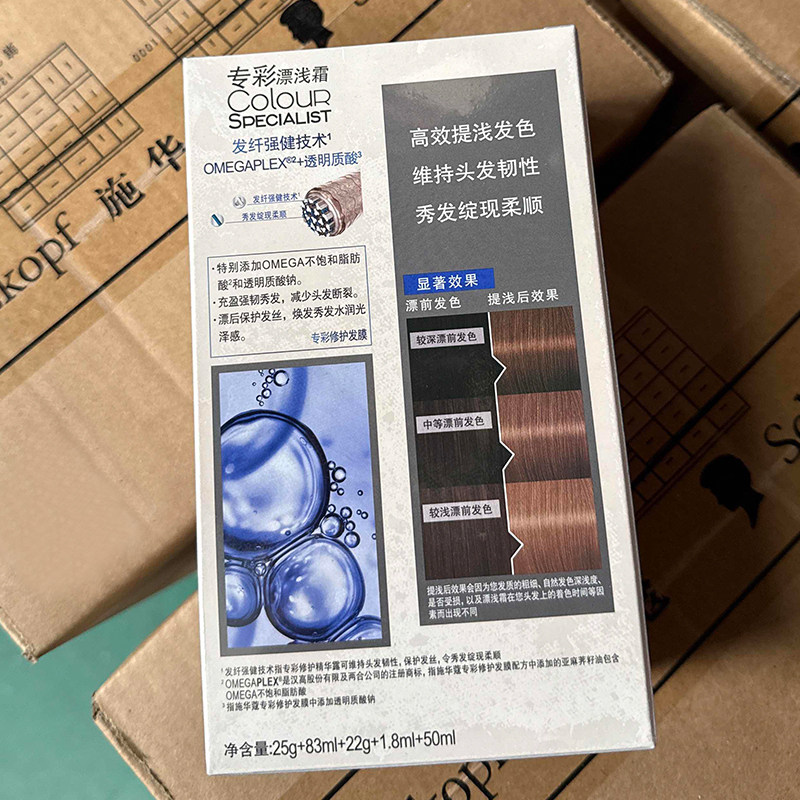 专彩漂浅霜
COLOUR
SPECIALIST
发纤强健技术¹
OMEGAPLEX®²+透明质酸³
发纤强健技术¹
秀发绽现柔顺
·特别添加OMEGA不饱和脂肪
酸²和透明质酸钠。
·充盈强韧秀发，减少头发断裂。
·漂后保护发丝，焕发秀发水润光
泽感。
专彩修护发膜
高效提浅发色
维持头发韧性
秀发绽现柔顺
显著效果
漂前发色 提浅后效果
较深漂前发色
中等漂前发色
较浅漂前发色
提浅后效果会因为您发质的粗细、自然发色深浅度、
是否受损，以及漂浅霜在您头发上的着色时间等因
素而出现不同
¹发纤强健技术指专彩修护精华露可维持头发韧性，保护发丝，令秀发绽现柔顺
²OMEGAPLEX®是汉高股份有限及两合公司的注册商标，指施华蔻专彩修护发膜配方中添加的亚麻荠籽油包含
OMEGA不饱和脂肪酸
³指施华蔻专彩修护发膜中添加透明质酸钠
净含量:25g+83ml+22g+1.8ml+50ml
kopf 施华